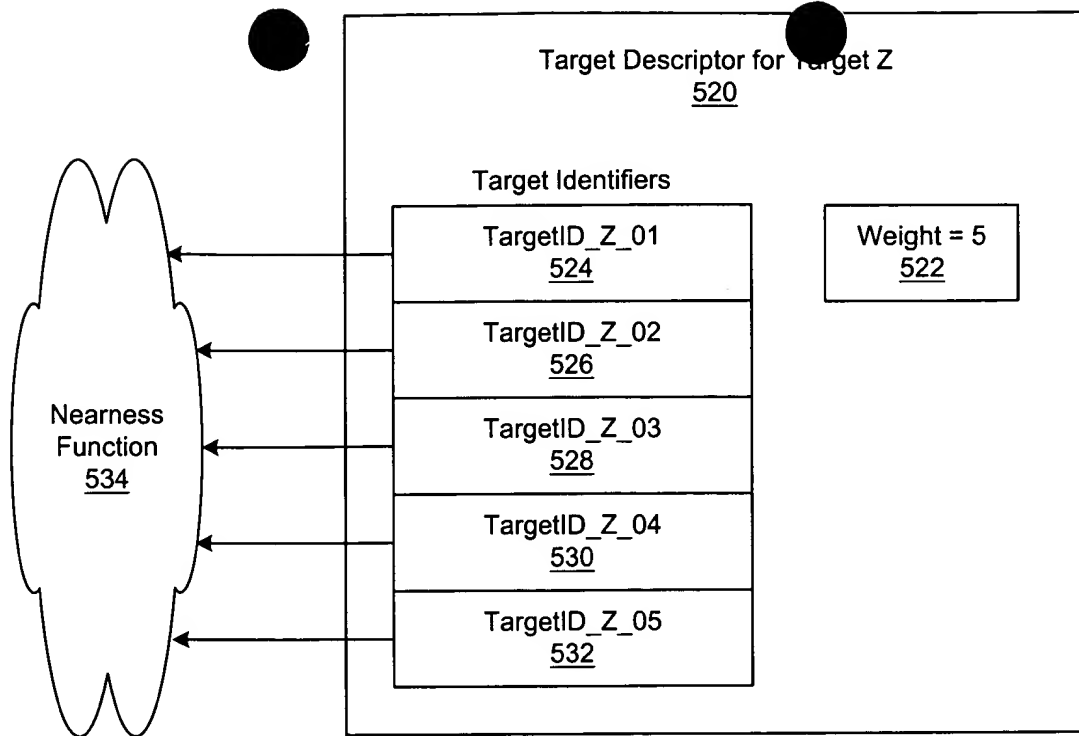 Target Descriptor for Target Z
520
Target Identifiers
TargetID_Z_01
524
Weight = 5
522
TargetID_Z_02
526
Nearness
Function
534
TargetID_Z_03
528
TargetID_Z_04
530
TargetID_Z_05
532